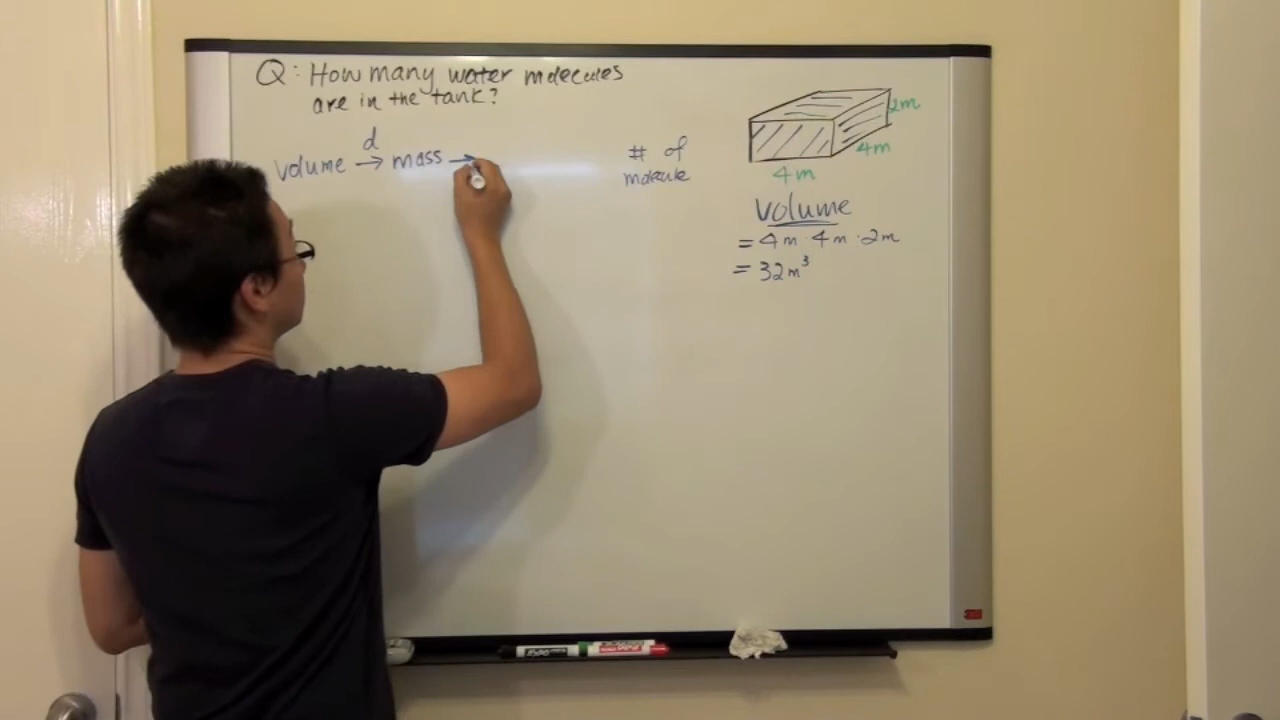 Q: How many water molecules
are in the tank?
volume → d mass →
# of
molecule
2m
4m
4m
volume
= 4m · 4m · 2m
= 32m³
EXPO